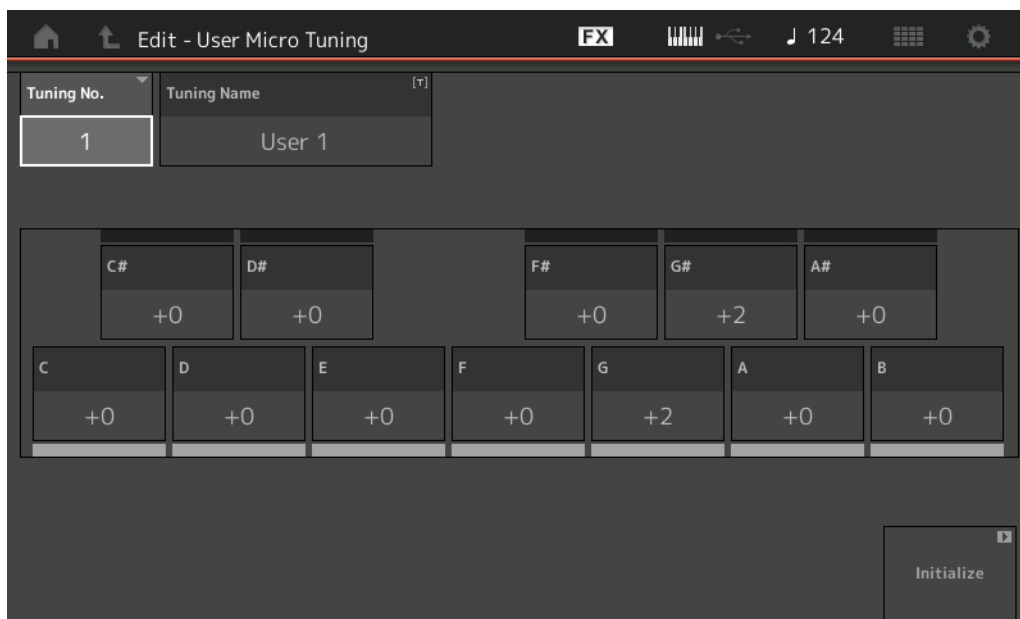 Edit - User Micro Tuning FX ♩ 124
Tuning No. Tuning Name [T]
1 User 1
C# D# F# G# A#
+0 +0 +0 +2 +0
C D E F G A B
+0 +0 +0 +0 +2 +0 +0
Initialize